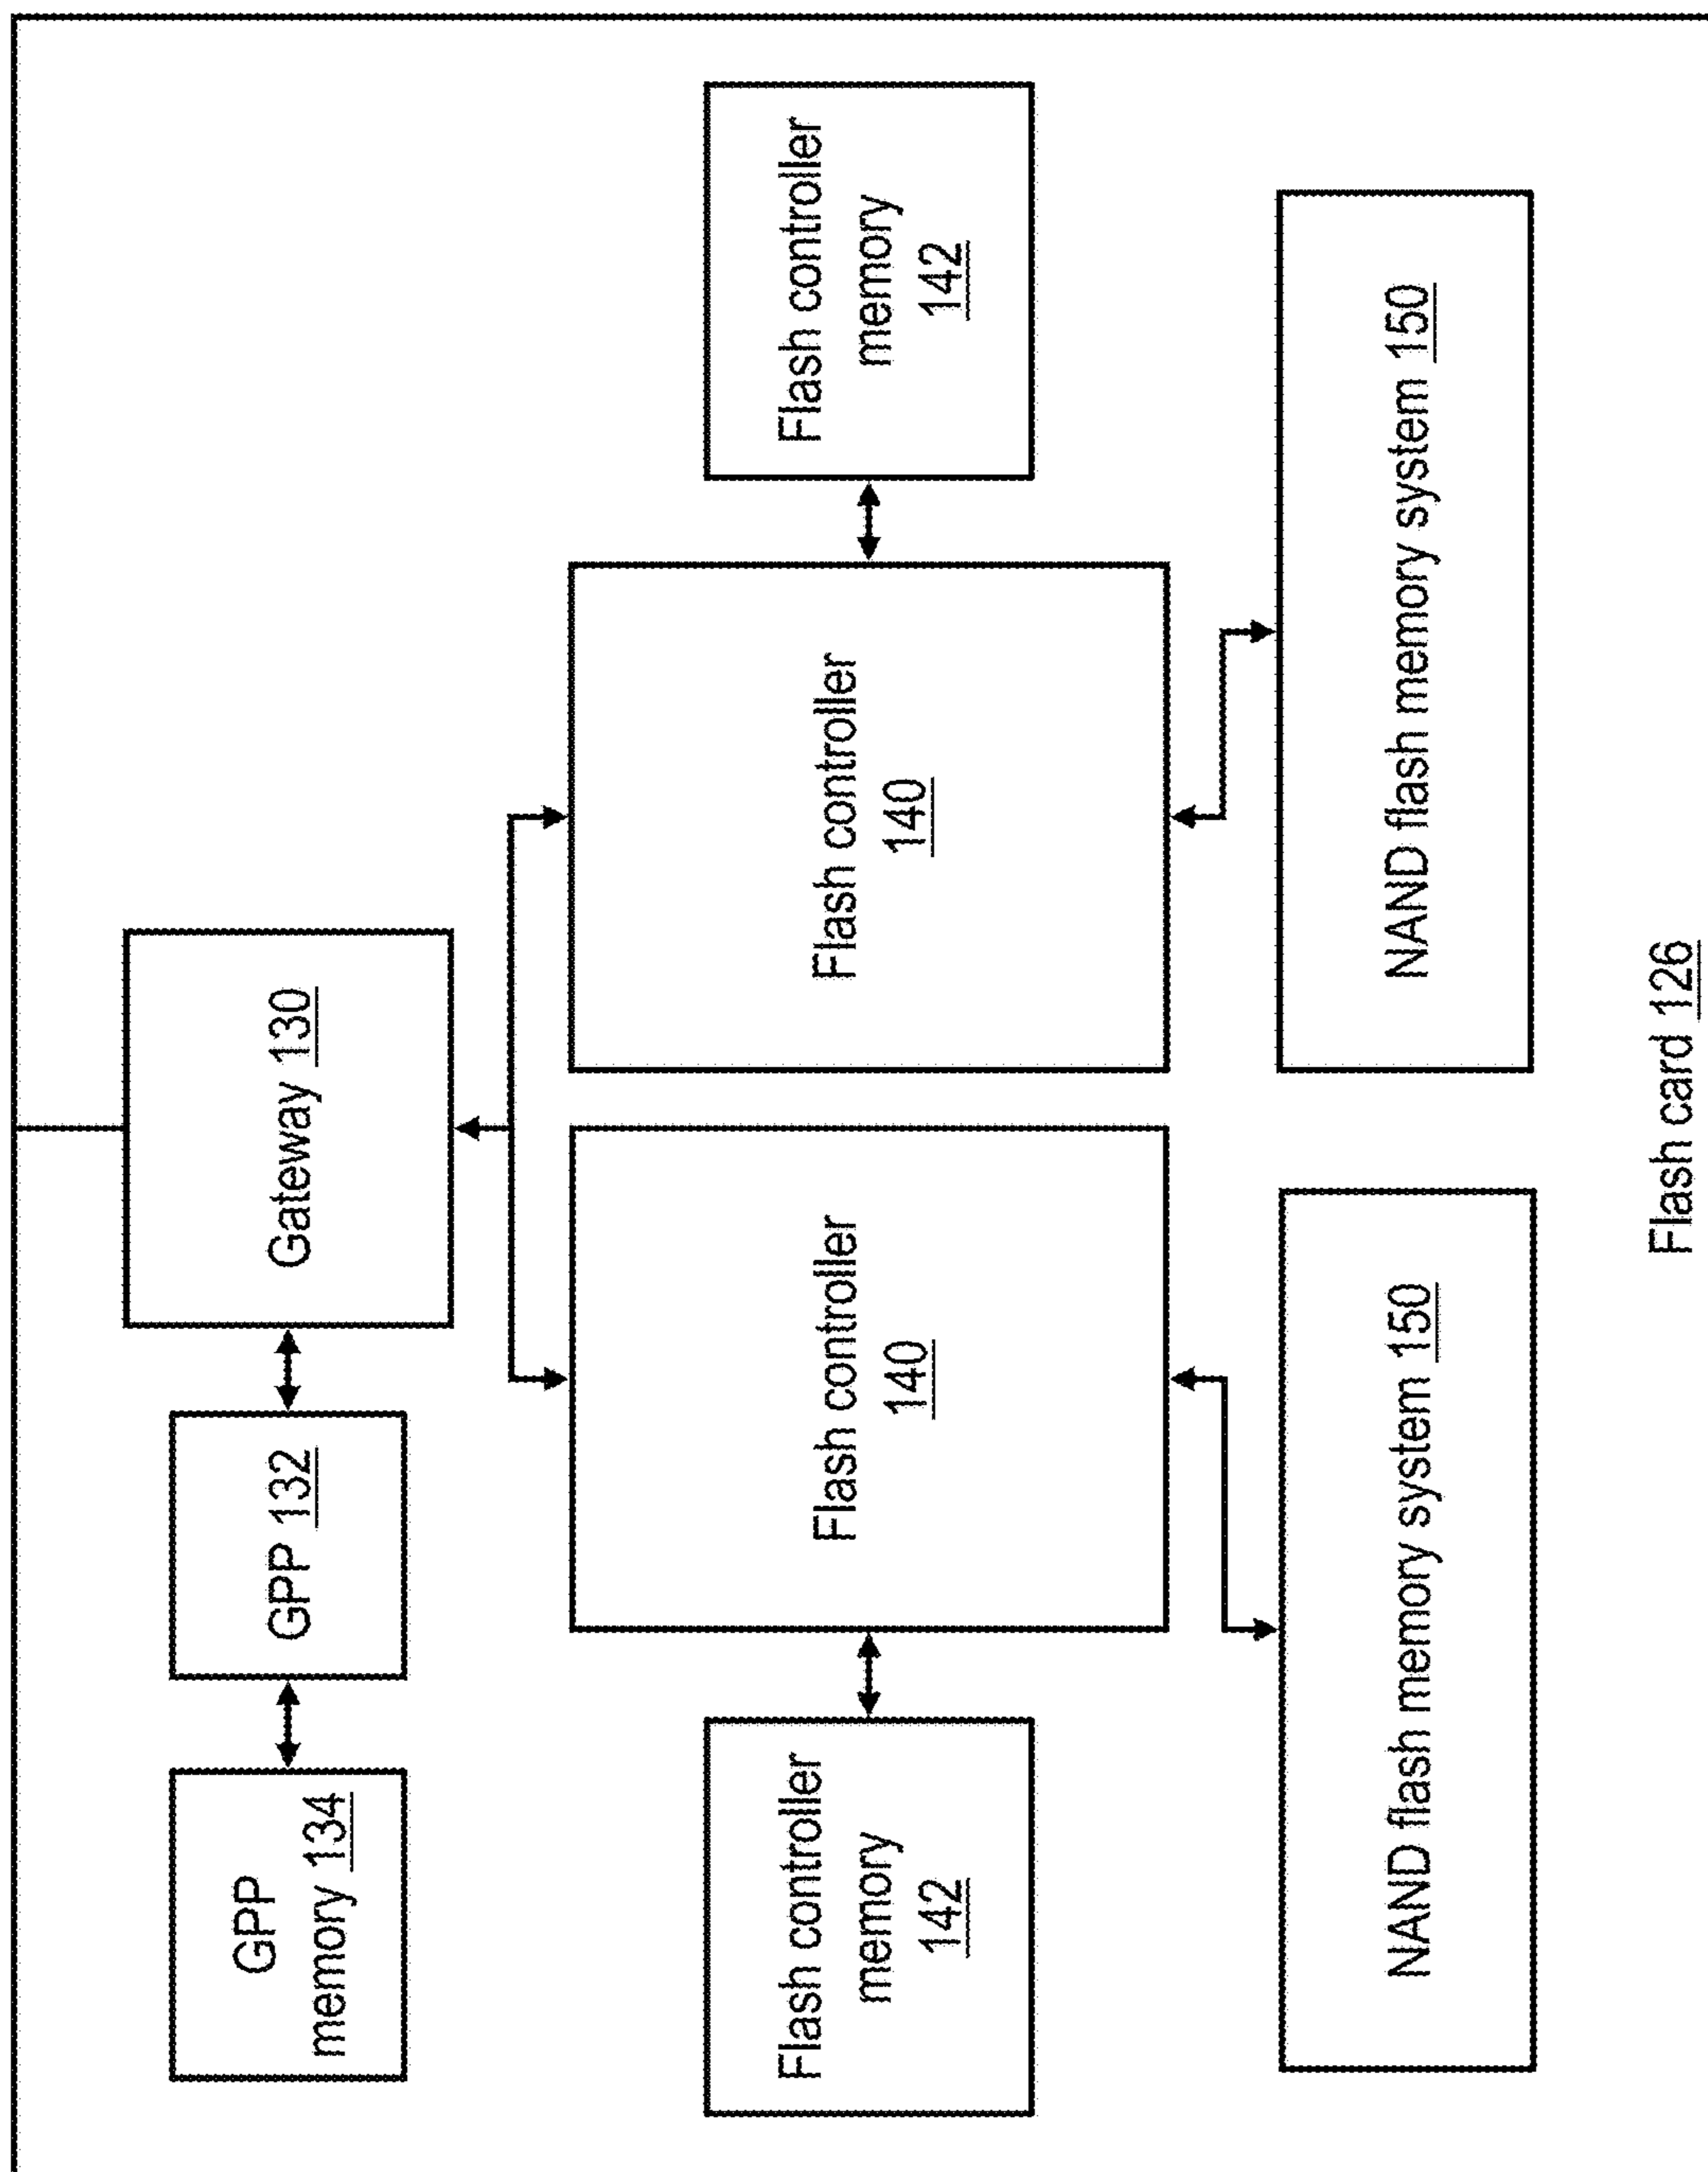 GPP
memory 134
GPP 132
Gateway 130
Flash controller
memory
142
Flash controller
140
Flash controller
140
Flash controller
memory
142
NAND flash memory system 150
NAND flash memory system 150
Flash card 126